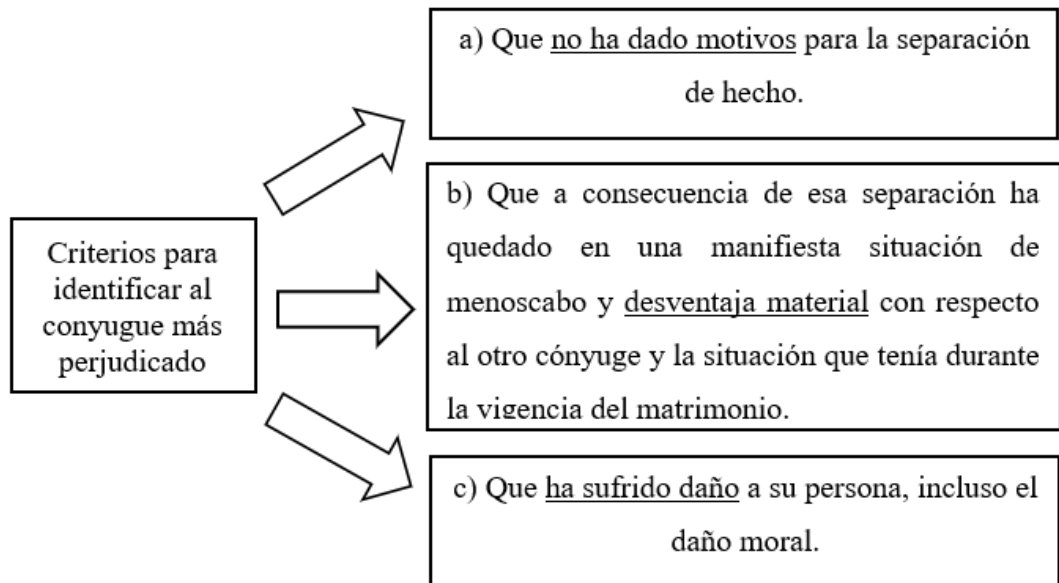 Criterios para
identificar al
conyugue más
perjudicado
a) Que no ha dado motivos para la separación
de hecho.
b) Que a consecuencia de esa separación ha
quedado en una manifiesta situación de
menoscabo y desventaja material con respecto
al otro cónyuge y la situación que tenía durante
la vigencia del matrimonio.
c) Que ha sufrido daño a su persona, incluso el
daño moral.